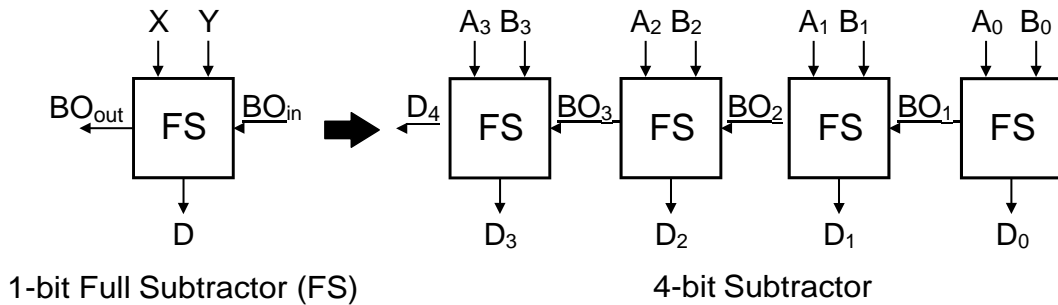 X Y A₃ B₃ A₂ B₂ A₁ B₁ A₀ B₀
BOout FS BOin D₄ FS BO₃ FS BO₂ FS BO₁ FS
D D₃ D₂ D₁ D₀
1-bit Full Subtractor (FS) 4-bit Subtractor